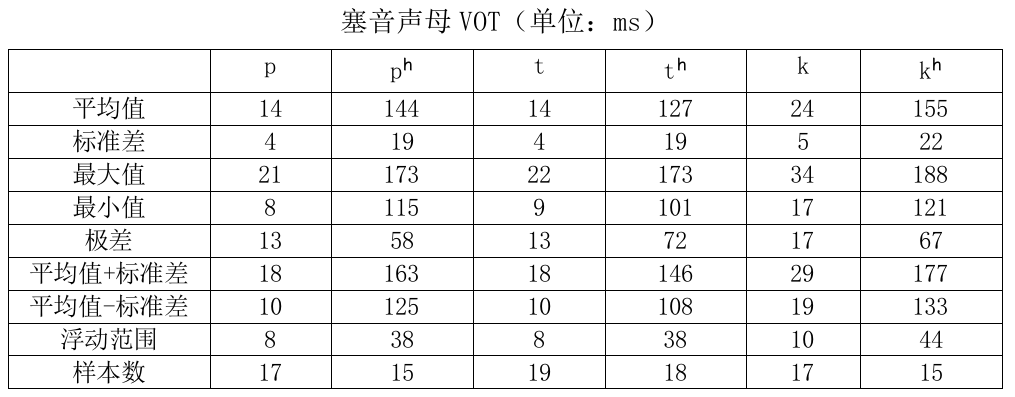 塞音声母 VOT（单位：ms）
p pʰ t tʰ k kʰ
平均值 14 144 14 127 24 155
标准差 4 19 4 19 5 22
最大值 21 173 22 173 34 188
最小值 8 115 9 101 17 121
极差 13 58 13 72 17 67
平均值+标准差 18 163 18 146 29 177
平均值-标准差 10 125 10 108 19 133
浮动范围 8 38 8 38 10 44
样本数 17 15 19 18 17 15